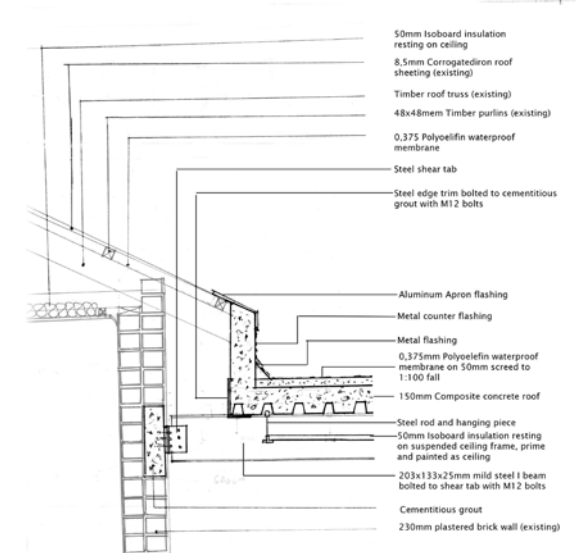 50mm Isoboard insulation
resting on ceiling
8,5mm Corrogatediron roof
sheeting (existing)
Timber roof truss (existing)
48x48mem Timber purlins (existing)
0,375 Polyoelifin waterproof
membrane
Steel shear tab
Steel edge trim bolted to cementitious
grout with M12 bolts
Aluminum Apron flashing
Metal counter flashing
Metal flashing
0,375mm Polyoelefin waterproof
membrane on 50mm screed to
1:100 fall
150mm Composite concrete roof
Steel rod and hanging piece
50mm Isoboard insulation resting
on suspended ceiling frame, prime
and painted as ceiling
203x133x25mm mild steel I beam
bolted to shear tab with M12 bolts
Cementitious grout
230mm plastered brick wall (existing)